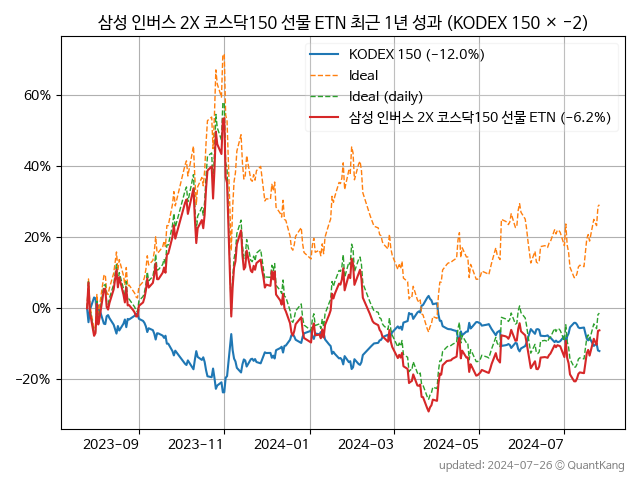 삼성 인버스 2X 코스닥150 선물 ETN 최근 1년 성과 (KODEX 150 × −2)
KODEX 150 (−12.0%)
Ideal
Ideal (daily)
삼성 인버스 2X 코스닥150 선물 ETN (−6.2%)
60%
40%
20%
0%
−20%
2023−09
2023−11
2024−01
2024−03
2024−05
2024−07
updated: 2024−07−26 © QuantKang